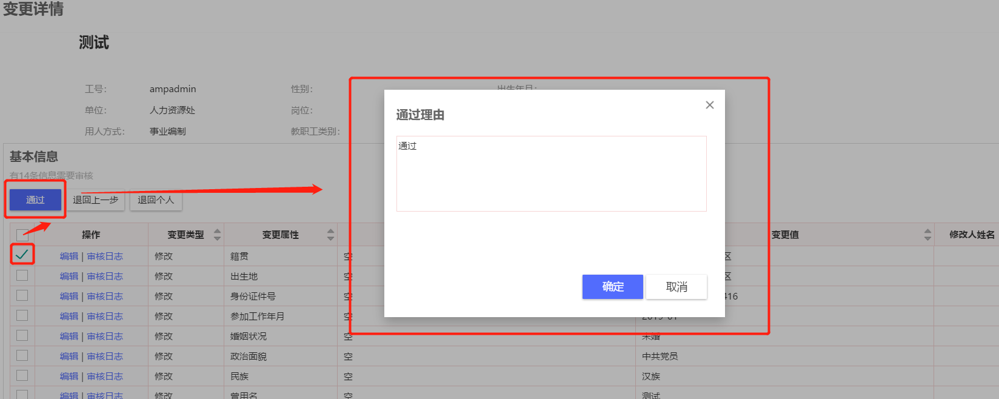 变更详情
测试
工号： ampadmin 性别： 出生年月：
单位： 人力资源处 岗位：
用人方式： 事业编制 教职工类别：
基本信息
有14条信息需要审核
通过 退回上一步 退回个人
操作 变更类型 变更属性 变更值 修改人姓名
编辑 | 审核日志 修改 籍贯 空 区
编辑 | 审核日志 修改 出生地 空 区
编辑 | 审核日志 修改 身份证件号 空 416
编辑 | 审核日志 修改 参加工作年月 空 2019-01
编辑 | 审核日志 修改 婚姻状况 空 未婚
编辑 | 审核日志 修改 政治面貌 空 中共党员
编辑 | 审核日志 修改 民族 空 汉族
编辑 | 审核日志 修改 曾用名 空 测试
通过理由
通过
确定 取消